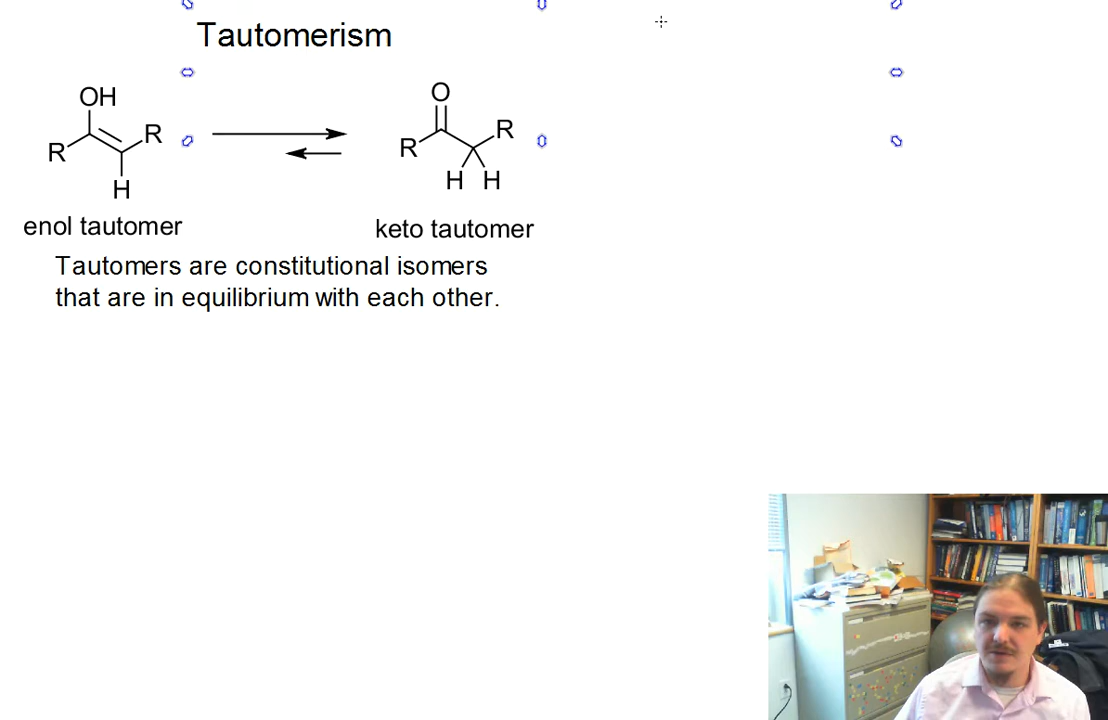 Tautomerism
OH
R
R
H
O
R
R
H H
enol tautomer
keto tautomer
Tautomers are constitutional isomers
that are in equilibrium with each other.